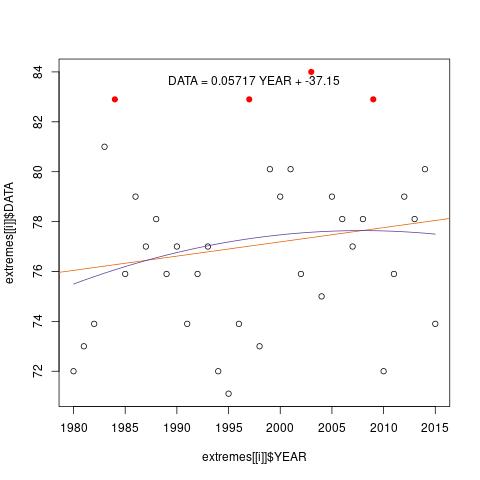 DATA = 0.05717 YEAR + -37.15
extremes[[i]]$DATA
84
82
80
78
76
74
72
1980 1985 1990 1995 2000 2005 2010 2015
extremes[[i]]$YEAR